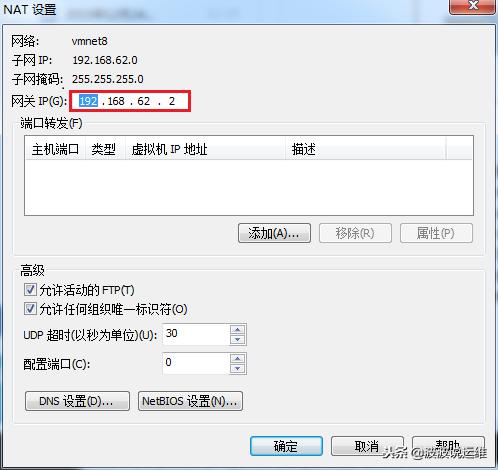 NAT 设置
网络: vmnet8
子网 IP: 192.168.62.0
子网掩码: 255.255.255.0
网关 IP(G): 192 . 168 . 62 . 2
端口转发(F)
主机端口 类型 虚拟机 IP 地址 描述
添加(A)... 移除(R) 属性(P)
高级
允许活动的 FTP(T)
允许任何组织唯一标识符(O)
UDP 超时(以秒为单位)(U): 30
配置端口(C): 0
DNS 设置(D)... NetBIOS 设置(N)...
确定 取消 帮助
头条 @波波说运维